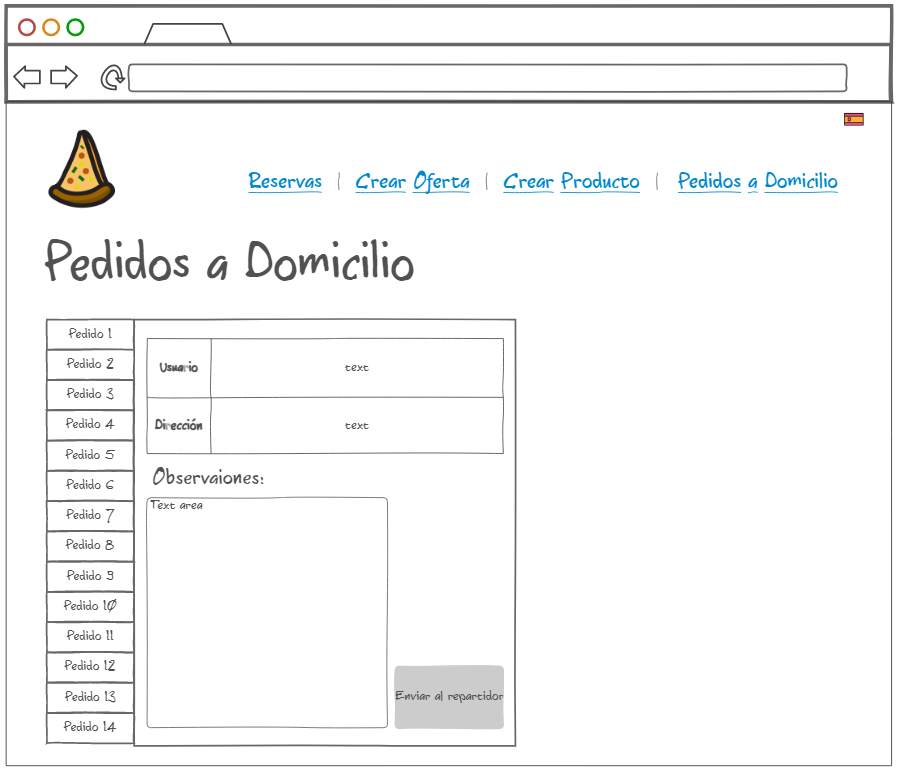 Reservas | Crear Oferta | Crear Producto | Pedidos a Domicilio
Pedidos a Domicilio
Pedido 1
Pedido 2
Pedido 3
Pedido 4
Pedido 5
Pedido 6
Pedido 7
Pedido 8
Pedido 9
Pedido 10
Pedido 11
Pedido 12
Pedido 13
Pedido 14
Usuario text
Dirección text
Observaiones:
Text area
Enviar al repartidor